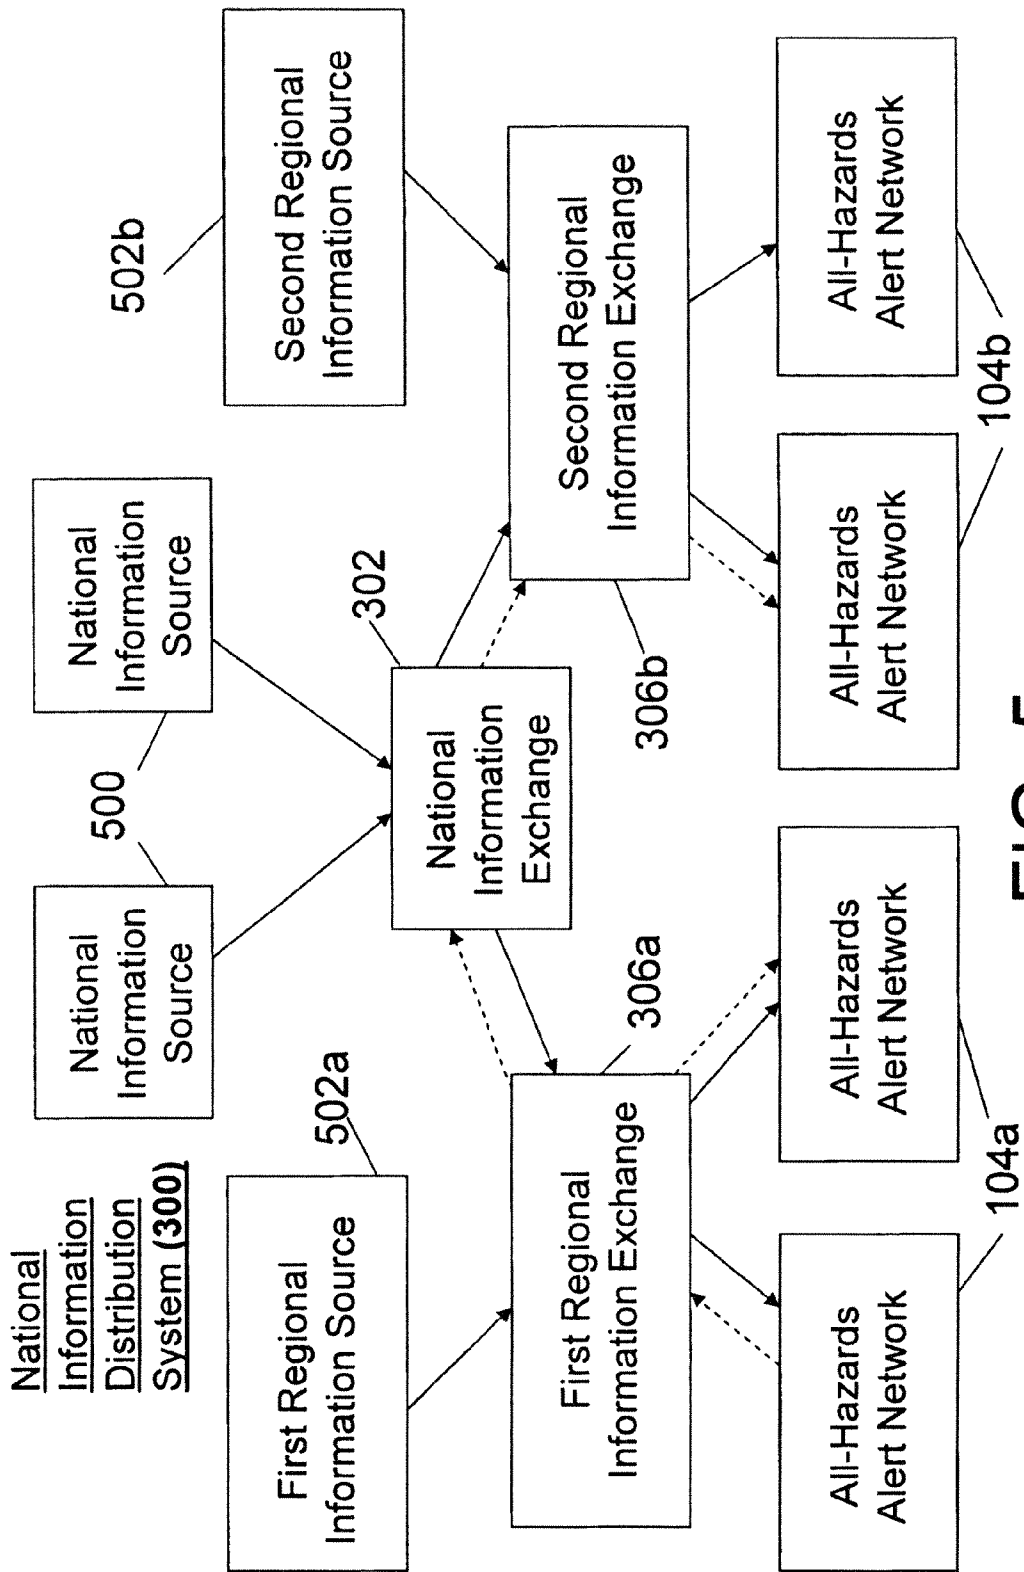 National
Information
Distribution
System (300)
National
Information
Source
500
National
Information
Source
First Regional
Information Source
502a
Second Regional
Information Source
502b
National
Information
Exchange
302
First Regional
Information Exchange
306a
Second Regional
Information Exchange
306b
All-Hazards
Alert Network
All-Hazards
Alert Network
104a
All-Hazards
Alert Network
All-Hazards
Alert Network
104b